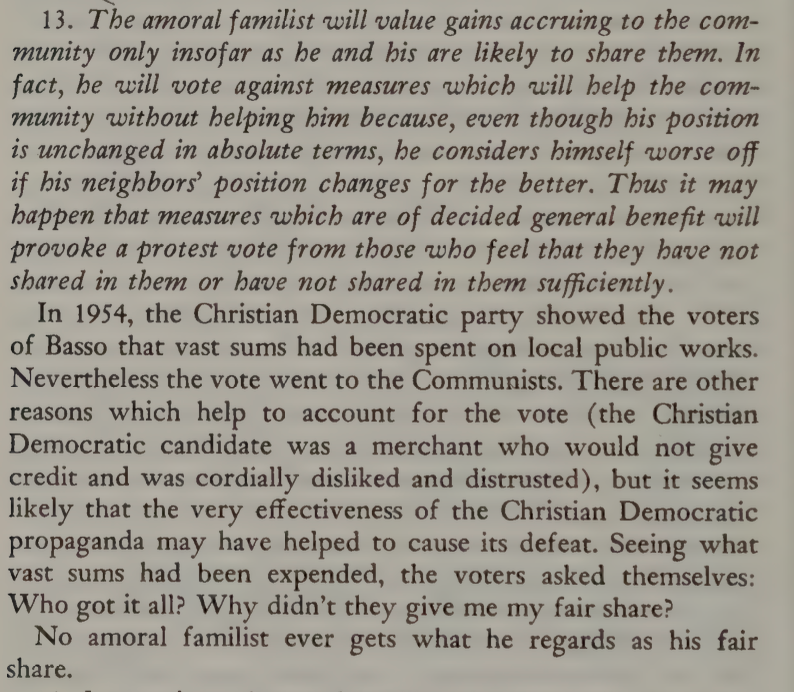 13. The amoral familist will value gains accruing to the com-
munity only insofar as he and his are likely to share them. In
fact, he will vote against measures which will help the com-
munity without helping him because, even though his position
is unchanged in absolute terms, he considers himself worse off
if his neighbors' position changes for the better. Thus it may
happen that measures which are of decided general benefit will
provoke a protest vote from those who feel that they have not
shared in them or have not shared in them sufficiently.
In 1954, the Christian Democratic party showed the voters
of Basso that vast sums had been spent on local public works.
Nevertheless the vote went to the Communists. There are other
reasons which help to account for the vote (the Christian
Democratic candidate was a merchant who would not give
credit and was cordially disliked and distrusted), but it seems
likely that the very effectiveness of the Christian Democratic
propaganda may have helped to cause its defeat. Seeing what
vast sums had been expended, the voters asked themselves:
Who got it all? Why didn't they give me my fair share?
No amoral familist ever gets what he regards as his fair
share.